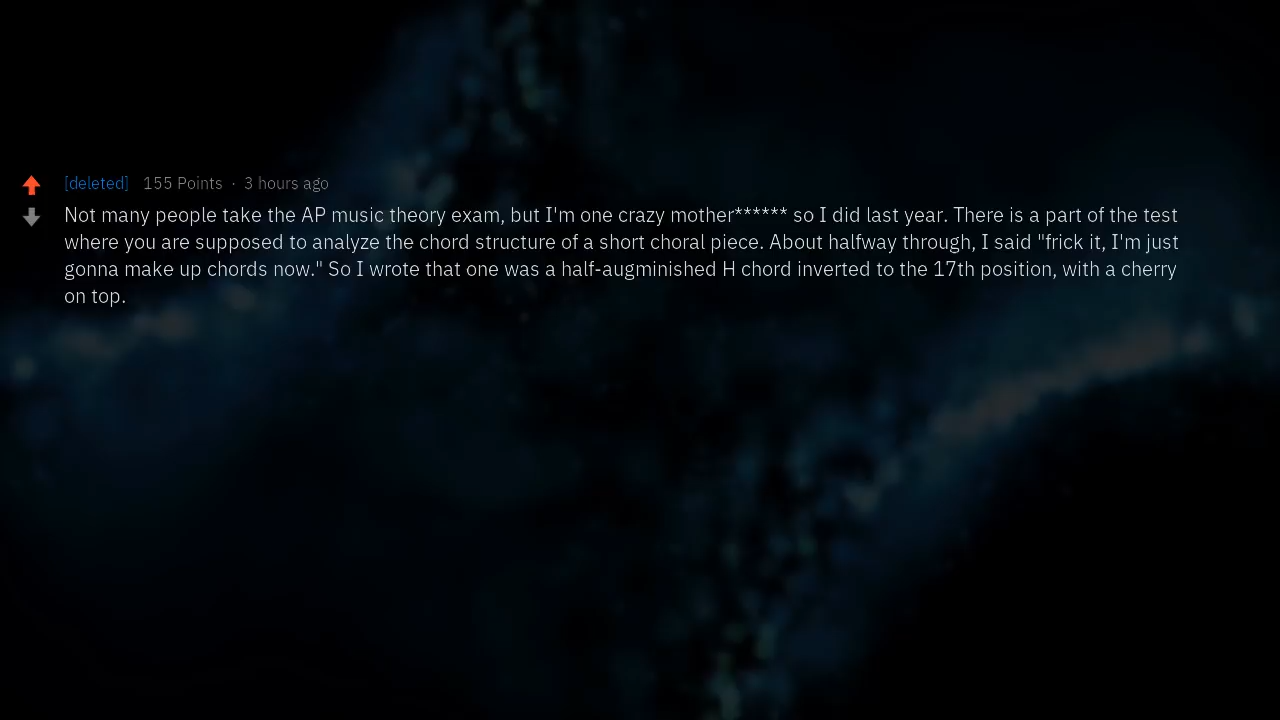 [deleted] 155 Points · 3 hours ago
Not many people take the AP music theory exam, but I'm one crazy mother****** so I did last year. There is a part of the test
where you are supposed to analyze the chord structure of a short choral piece. About halfway through, I said "frick it, I'm just
gonna make up chords now." So I wrote that one was a half-augminished H chord inverted to the 17th position, with a cherry
on top.